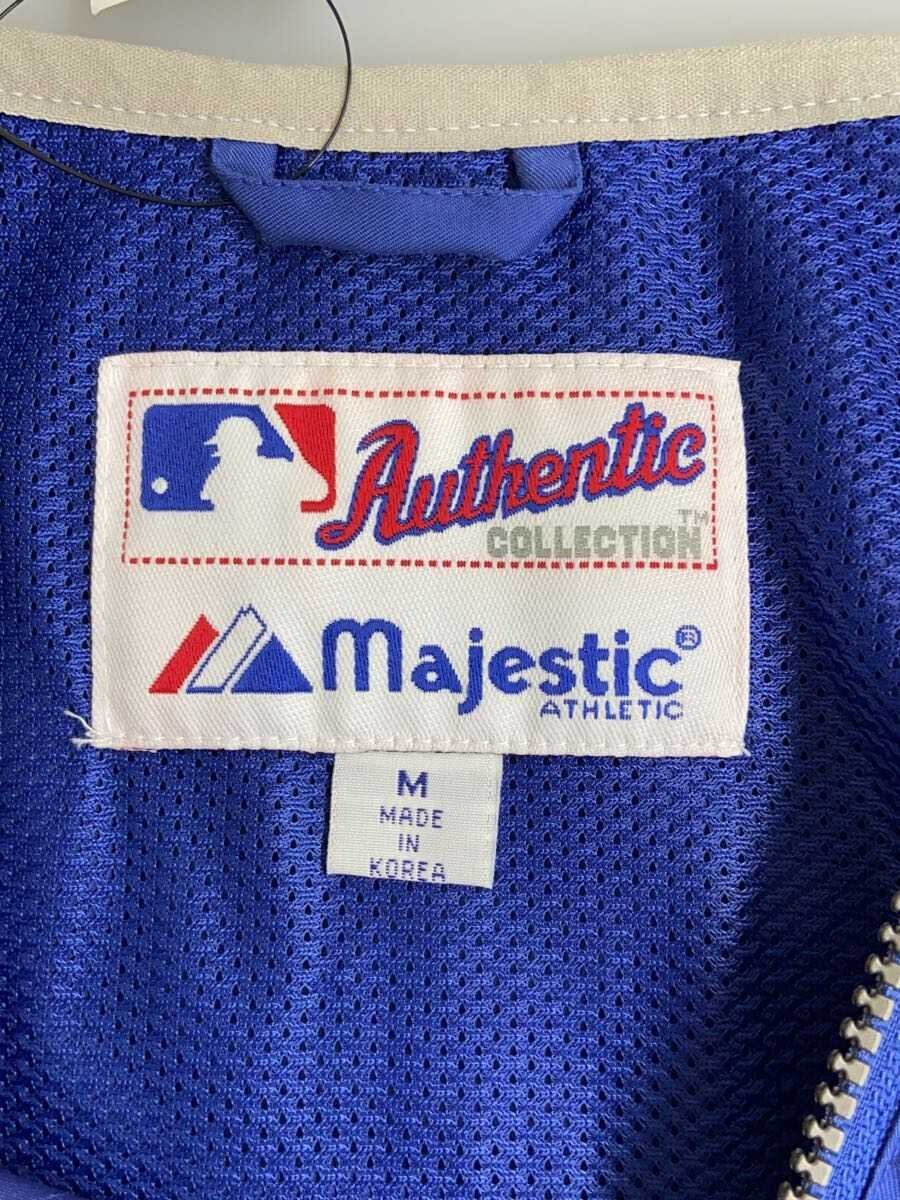 Authentic
COLLECTION™
Majestic®
ATHLETIC
M
MADE
IN
KOREA